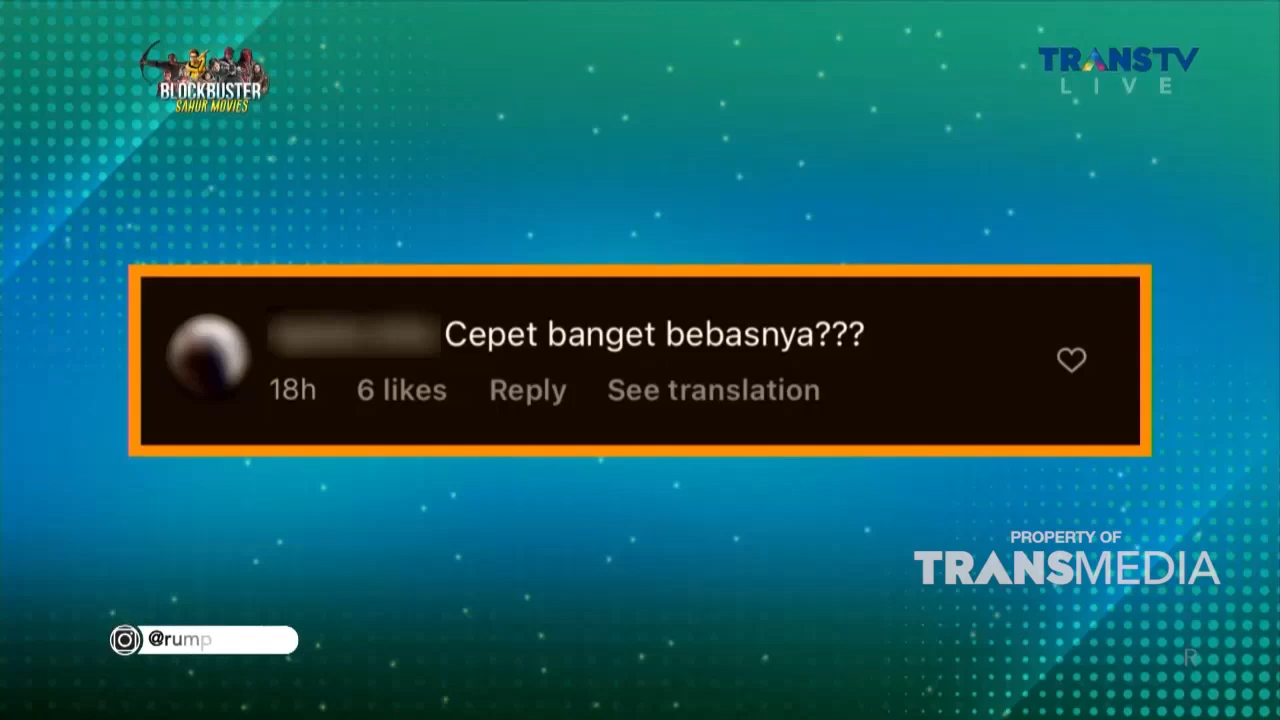 BLOCKBUSTER
SAHUR MOVIES
TRANSTV
LIVE
Cepet banget bebasnya???
18h 6 likes Reply See translation
PROPERTY OF
TRANSMEDIA
@rump
R